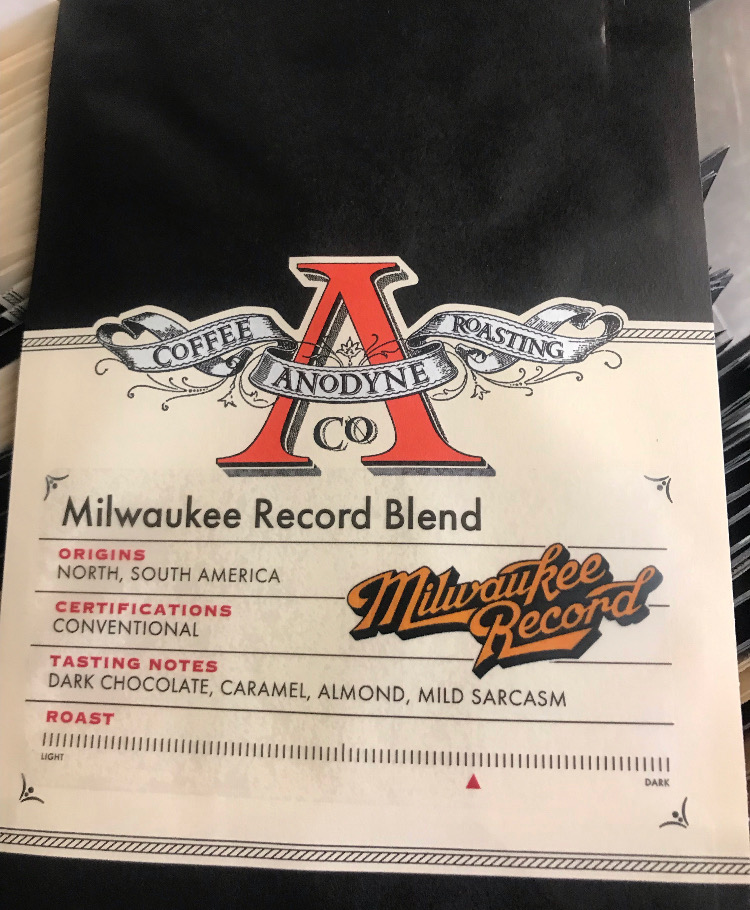 COFFEE
ROASTING
ANODYNE
CO
A
Milwaukee Record Blend
ORIGINS
NORTH, SOUTH AMERICA
CERTIFICATIONS
CONVENTIONAL
Milwaukee
Record
TASTING NOTES
DARK CHOCOLATE, CARAMEL, ALMOND, MILD SARCASM
ROAST
LIGHT
DARK